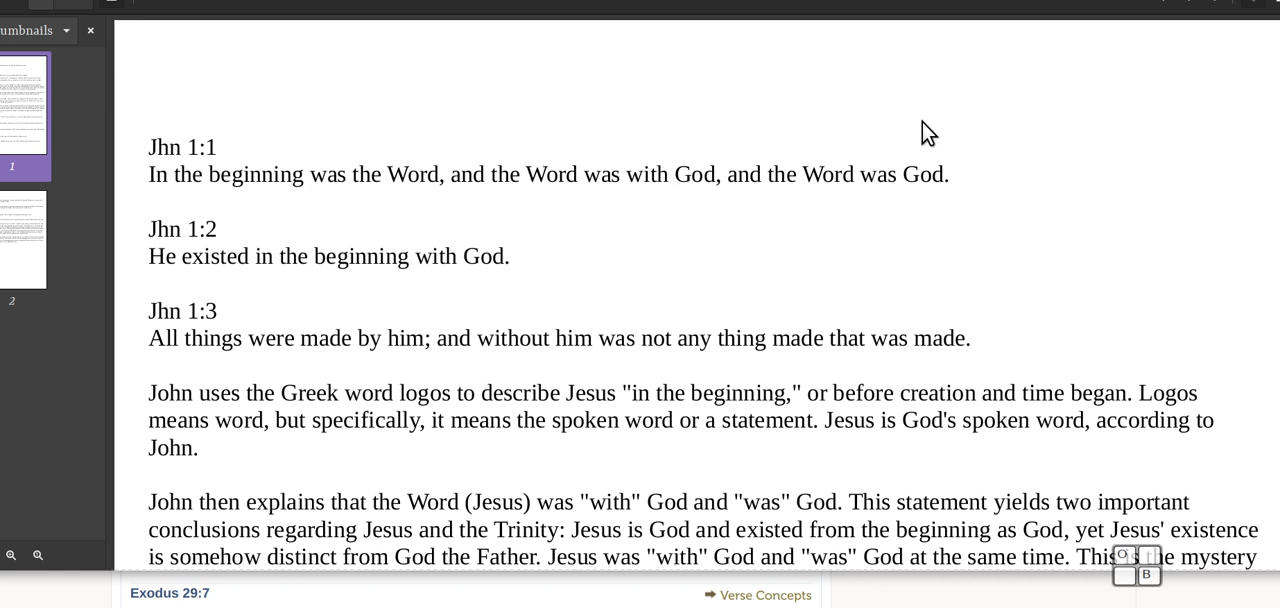 umbnails
Jhn 1:1
In the beginning was the Word, and the Word was with God, and the Word was God.
Jhn 1:2
He existed in the beginning with God.
Jhn 1:3
All things were made by him; and without him was not any thing made that was made.
John uses the Greek word logos to describe Jesus "in the beginning," or before creation and time began. Logos
means word, but specifically, it means the spoken word or a statement. Jesus is God's spoken word, according to
John.
John then explains that the Word (Jesus) was "with" God and "was" God. This statement yields two important
conclusions regarding Jesus and the Trinity: Jesus is God and existed from the beginning as God, yet Jesus' existence
is somehow distinct from God the Father. Jesus was "with" God and "was" God at the same time. This mystery
1
2
O
B
Exodus 29:7
Verse Concepts